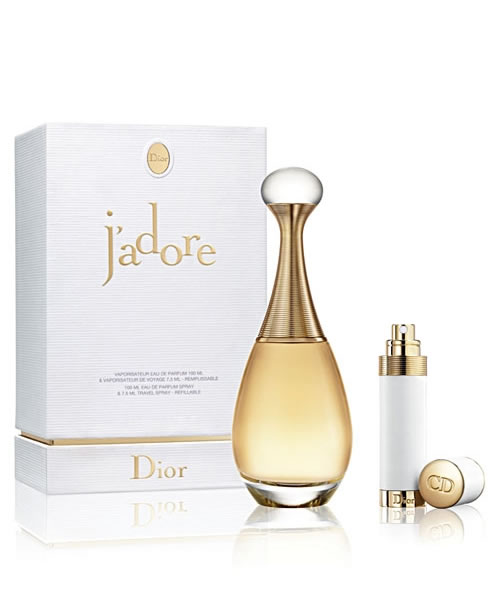 Dior
j'adore
VAPORISATEUR EAU DE PARFUM 100 ML
& VAPORISATEUR DE VOYAGE 7,5 ML - REMPLISSABLE
100 ML EAU DE PARFUM SPRAY
& 7.5 ML TRAVEL SPRAY - REFILLABLE
Dior
Dior
CD